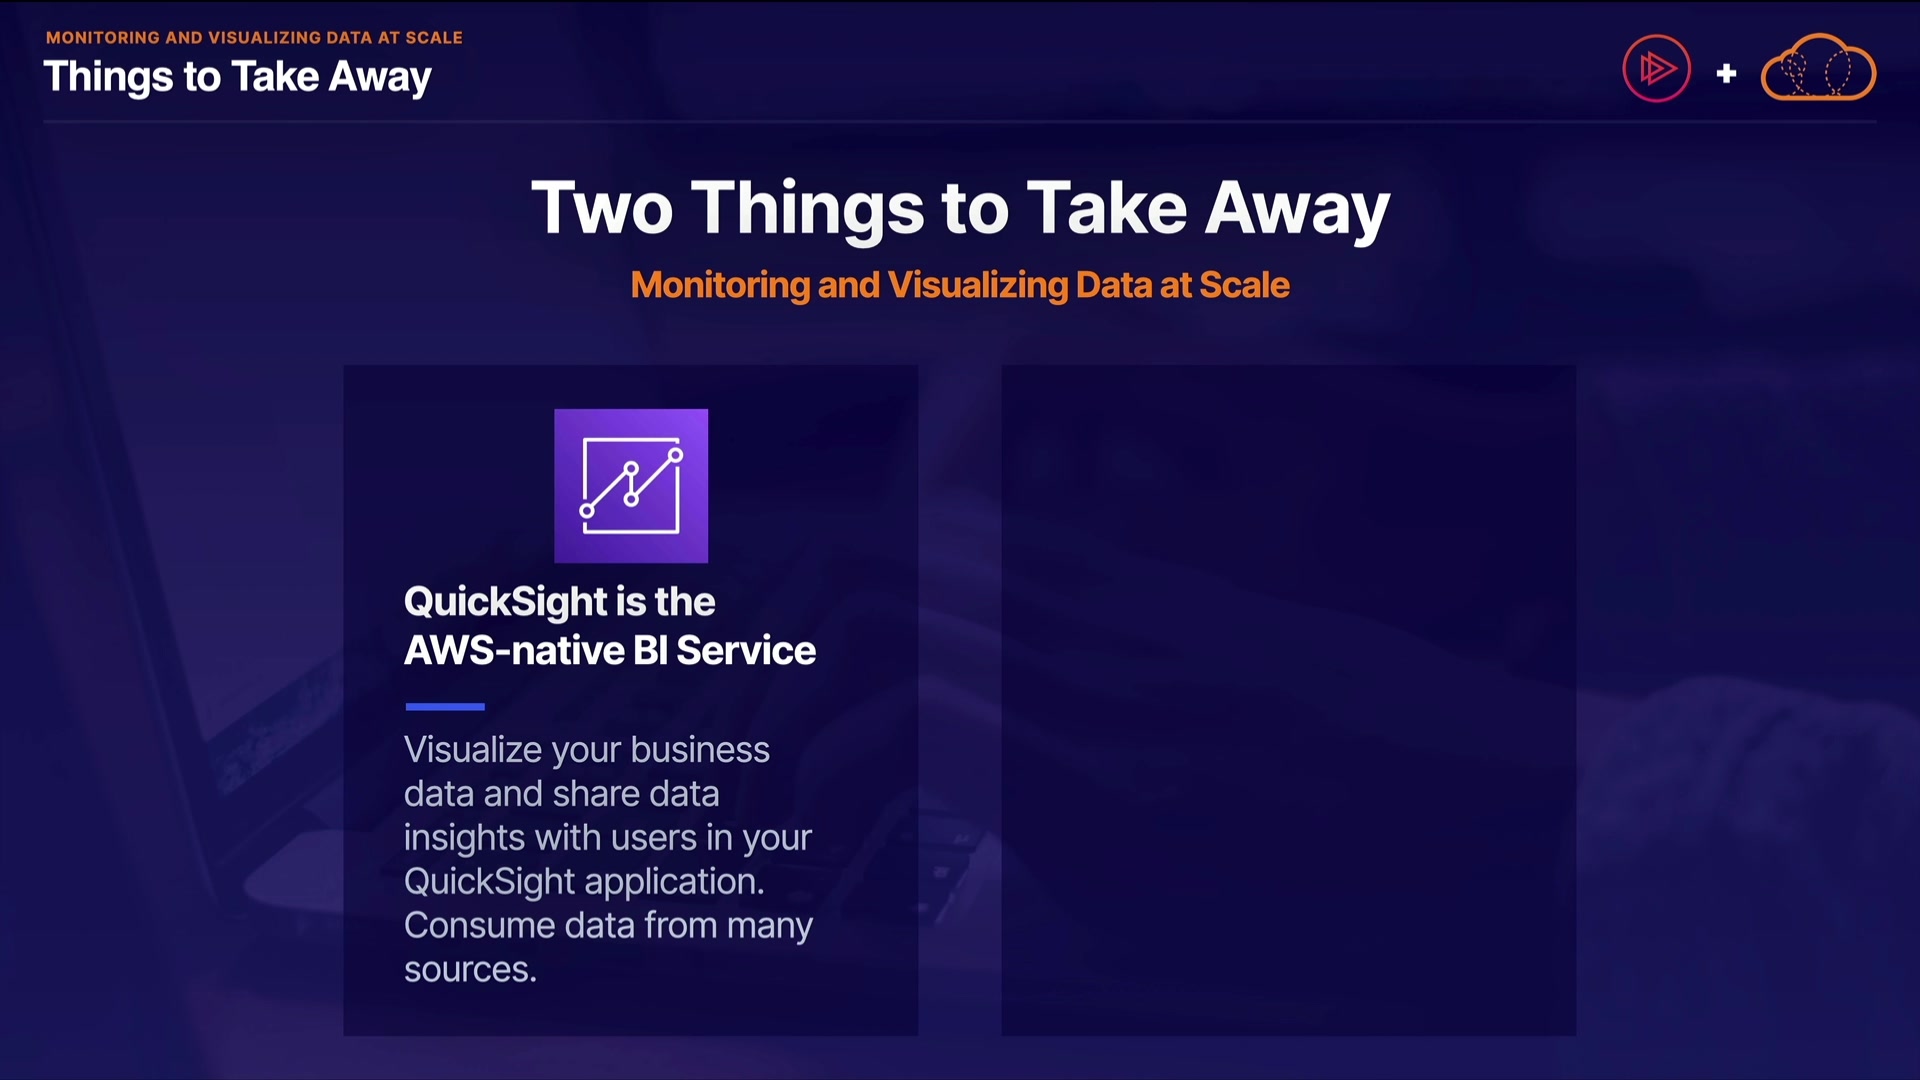 MONITORING AND VISUALIZING DATA AT SCALE
Things to Take Away
Two Things to Take Away
Monitoring and Visualizing Data at Scale
QuickSight is the
AWS-native BI Service
Visualize your business
data and share data
insights with users in your
QuickSight application.
Consume data from many
sources.